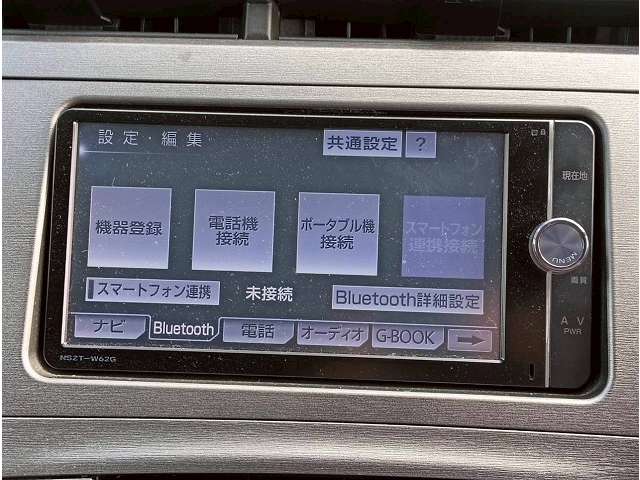 設定・編集
共通設定
?
現在地
機器登録
電話機
接続
ポータブル機
接続
スマートフォン
連携接続
MENU
画質
スマートフォン連携
未接続
Bluetooth詳細設定
ナビ
Bluetooth
電話
オーディオ
G-BOOK
A V
PWR
NSZT-W62G